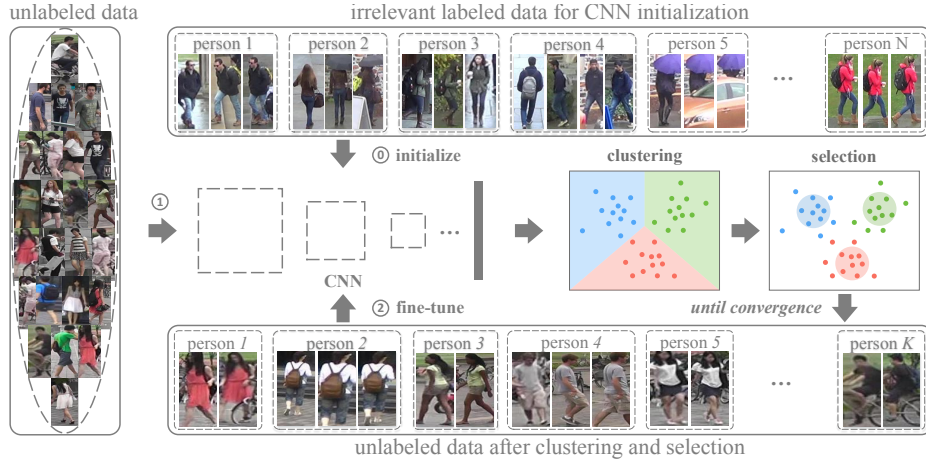 unlabeled data
irrelevant labeled data for CNN initialization
person 1
person 2
person 3
person 4
person 5
person N
...
⓪ initialize
clustering
selection
①
...
CNN
② fine-tune
until convergence
person 1
person 2
person 3
person 4
person 5
person K
...
unlabeled data after clustering and selection